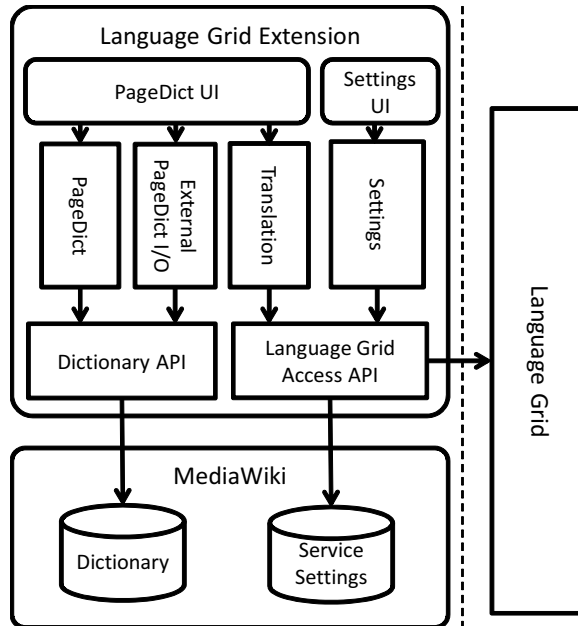 Language Grid Extension
PageDict UI
Settings
UI
PageDict
External
PageDict I/O
Translation
Settings
Dictionary API
Language Grid
Access API
Language Grid
MediaWiki
Dictionary
Service
Settings